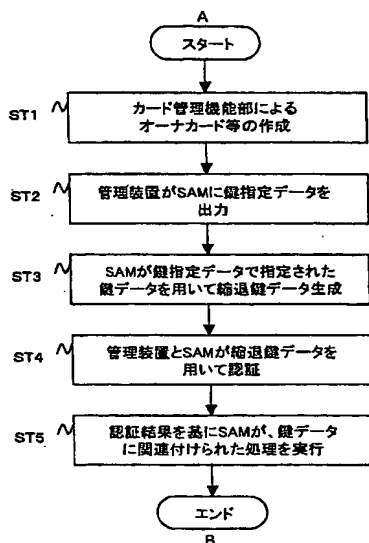 A
スタート
ST1
カード管理機能部による
オーナカード等の作成
ST2
管理装置がSAMに鍵指定データを
出力
ST3
SAMが鍵指定データで指定された
鍵データを用いて縮退鍵データ生成
ST4
管理装置とSAMが縮退鍵データを
用いて認証
ST5
認証結果を基にSAMが、鍵データ
に関連付けられた処理を実行
エンド
B